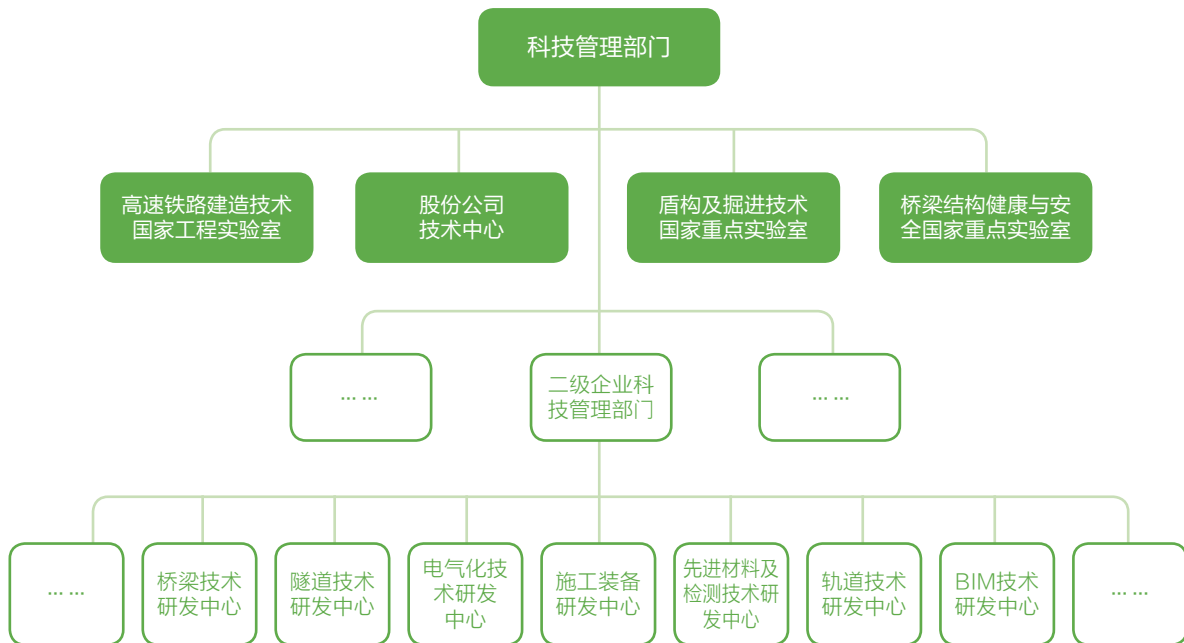 科技管理部门
高速铁路建造技术
国家工程实验室
股份公司
技术中心
盾构及掘进技术
国家重点实验室
桥梁结构健康与安
全国家重点实验室
... ...
二级企业科
技管理部门
... ...
... ...
桥梁技术
研发中心
隧道技术
研发中心
电气化技
术研发
中心
施工装备
研发中心
先进材料及
检测技术研
发中心
轨道技术
研发中心
BIM技术
研发中心
... ...